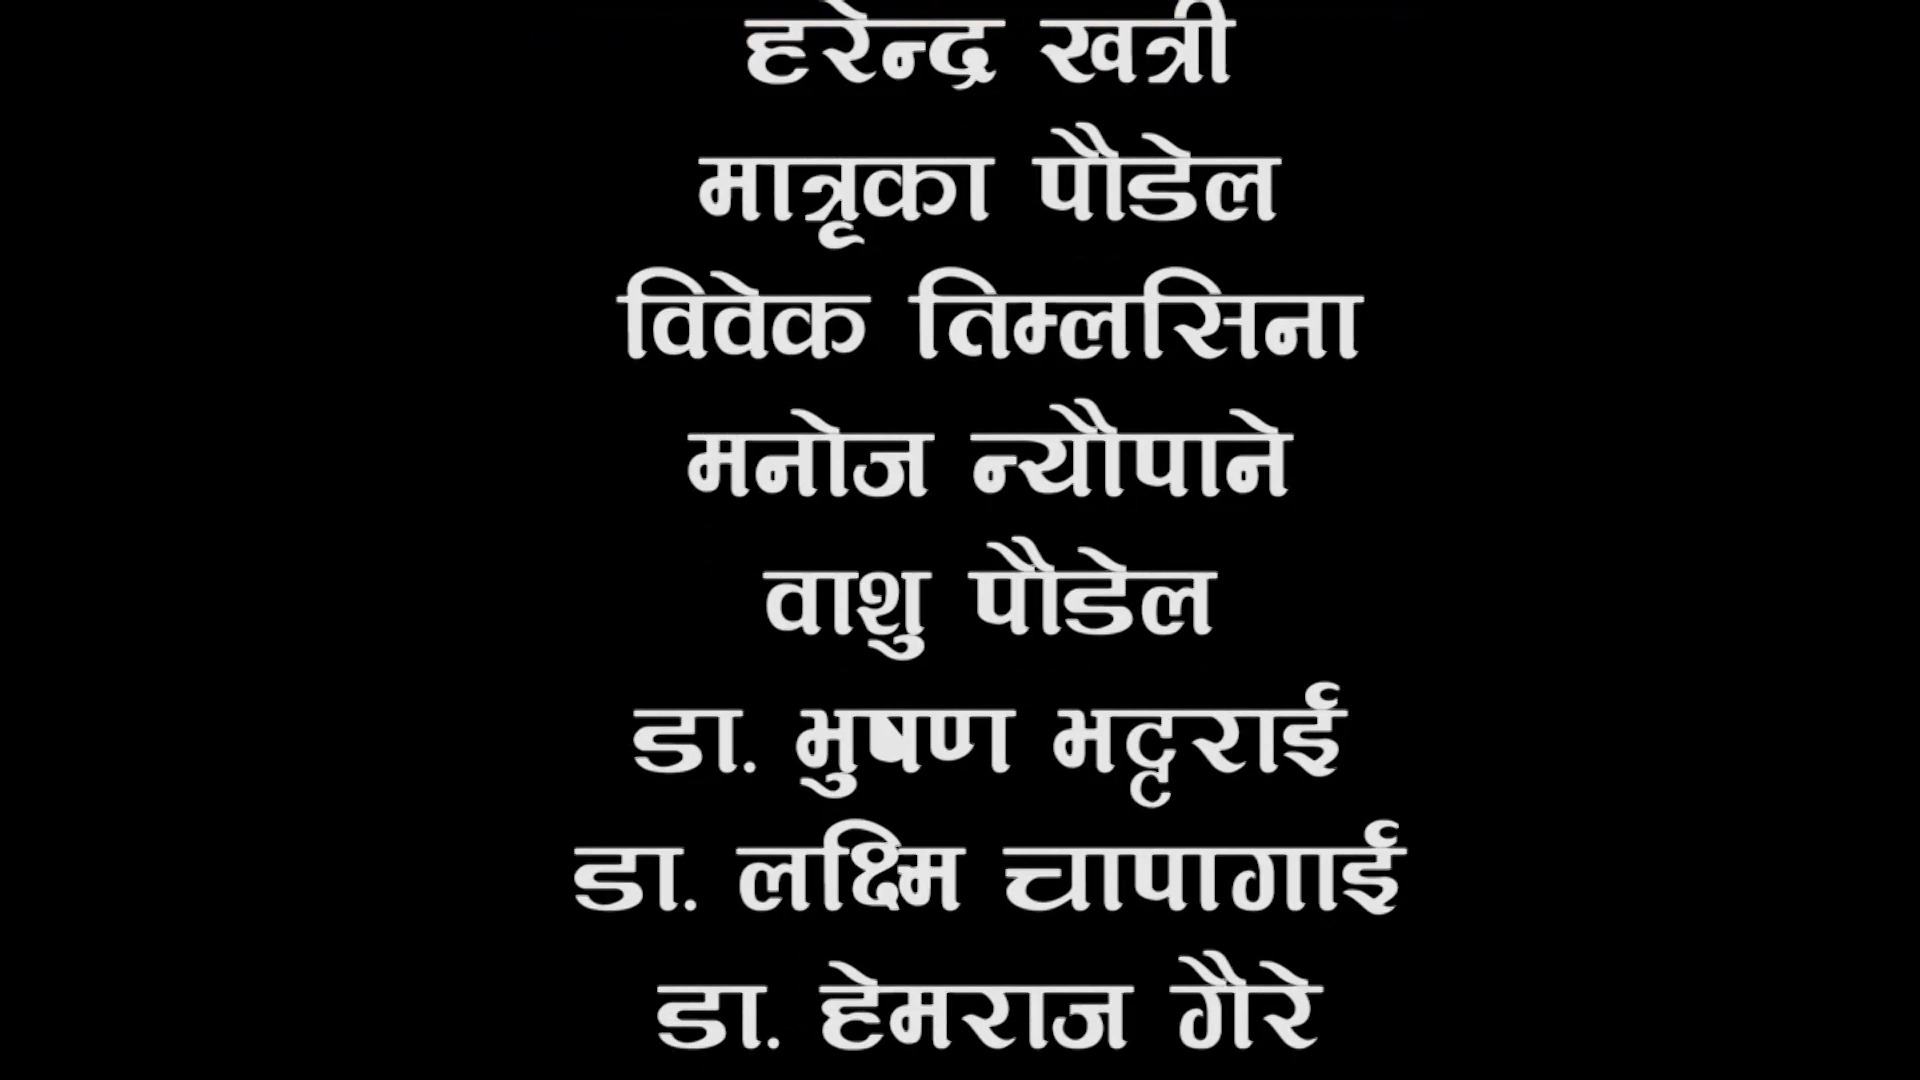 हरेन्द्र खत्री
मात्रृका पौडेल
विवेक तिम्लसिना
मनोज न्यौपाने
वाशु पौडेल
डा. भुषण भट्टराई
डा. लक्ष्मि चापागाई
डा. हेमराज गैरे